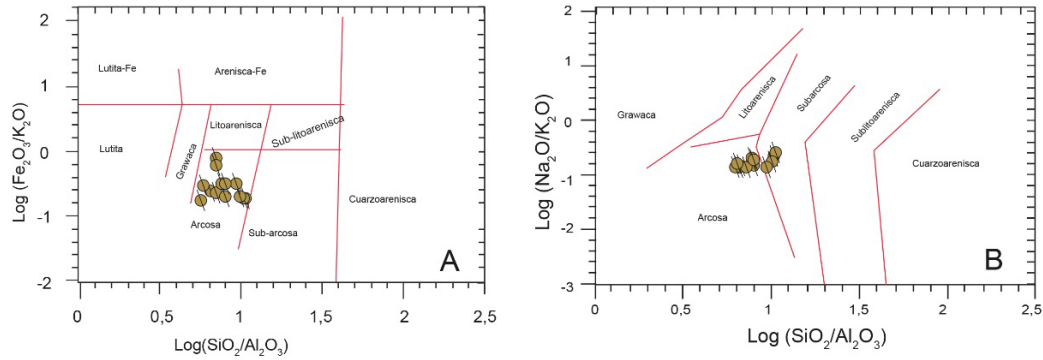 2
1
0
-1
-2
0
0,5
1
1,5
2
2,5
Log (Fe₂O₃/K₂O)
Log(SiO₂/Al₂O₃)
Lutita-Fe
Arenisca-Fe
Lutita
Grawaca
Litoarenisca
Sub-litoarenisca
Arcosa
Sub-arcosa
Cuarzoarenisca
A
2
1
0
-1
-2
-3
0
0,5
1
1,5
2
2,5
Log (Na₂O/K₂O)
Log (SiO₂/Al₂O₃)
Grawaca
Litoarenisca
Subarcosa
Sublitoarenisca
Cuarzoarenisca
Arcosa
B